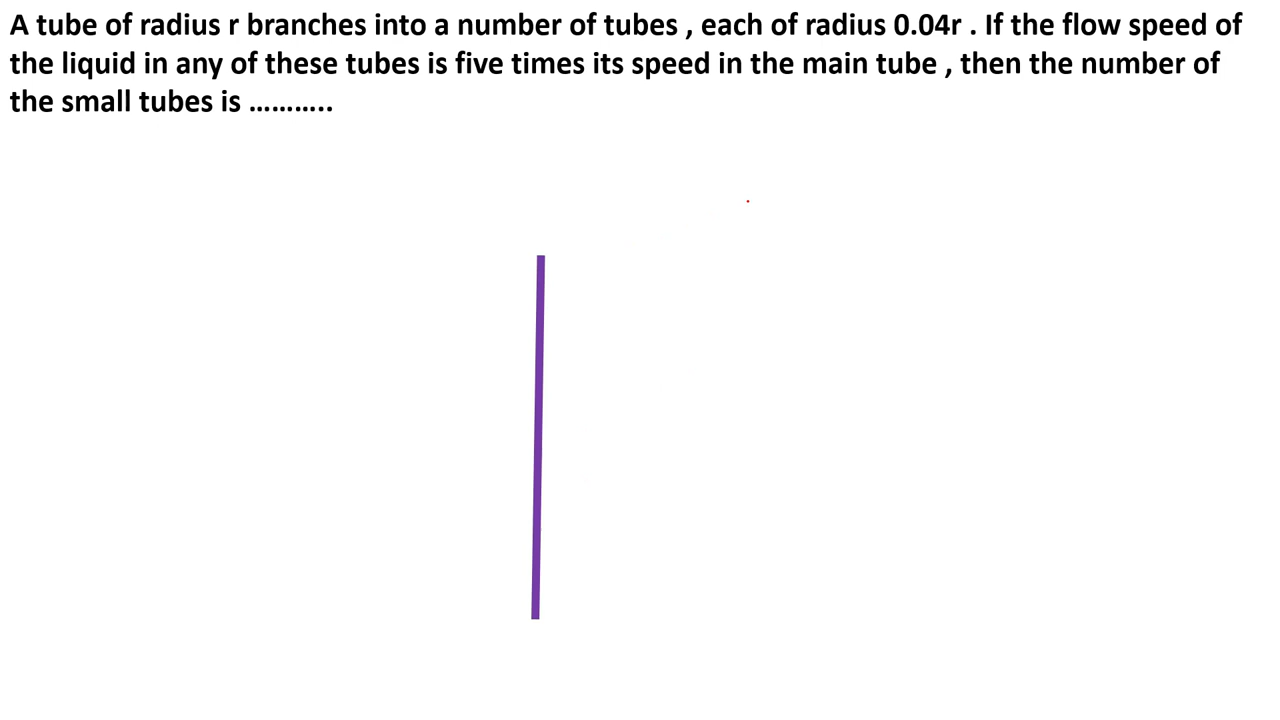 A tube of radius r branches into a number of tubes , each of radius 0.04r . If the flow speed of
the liquid in any of these tubes is five times its speed in the main tube , then the number of
the small tubes is ………..